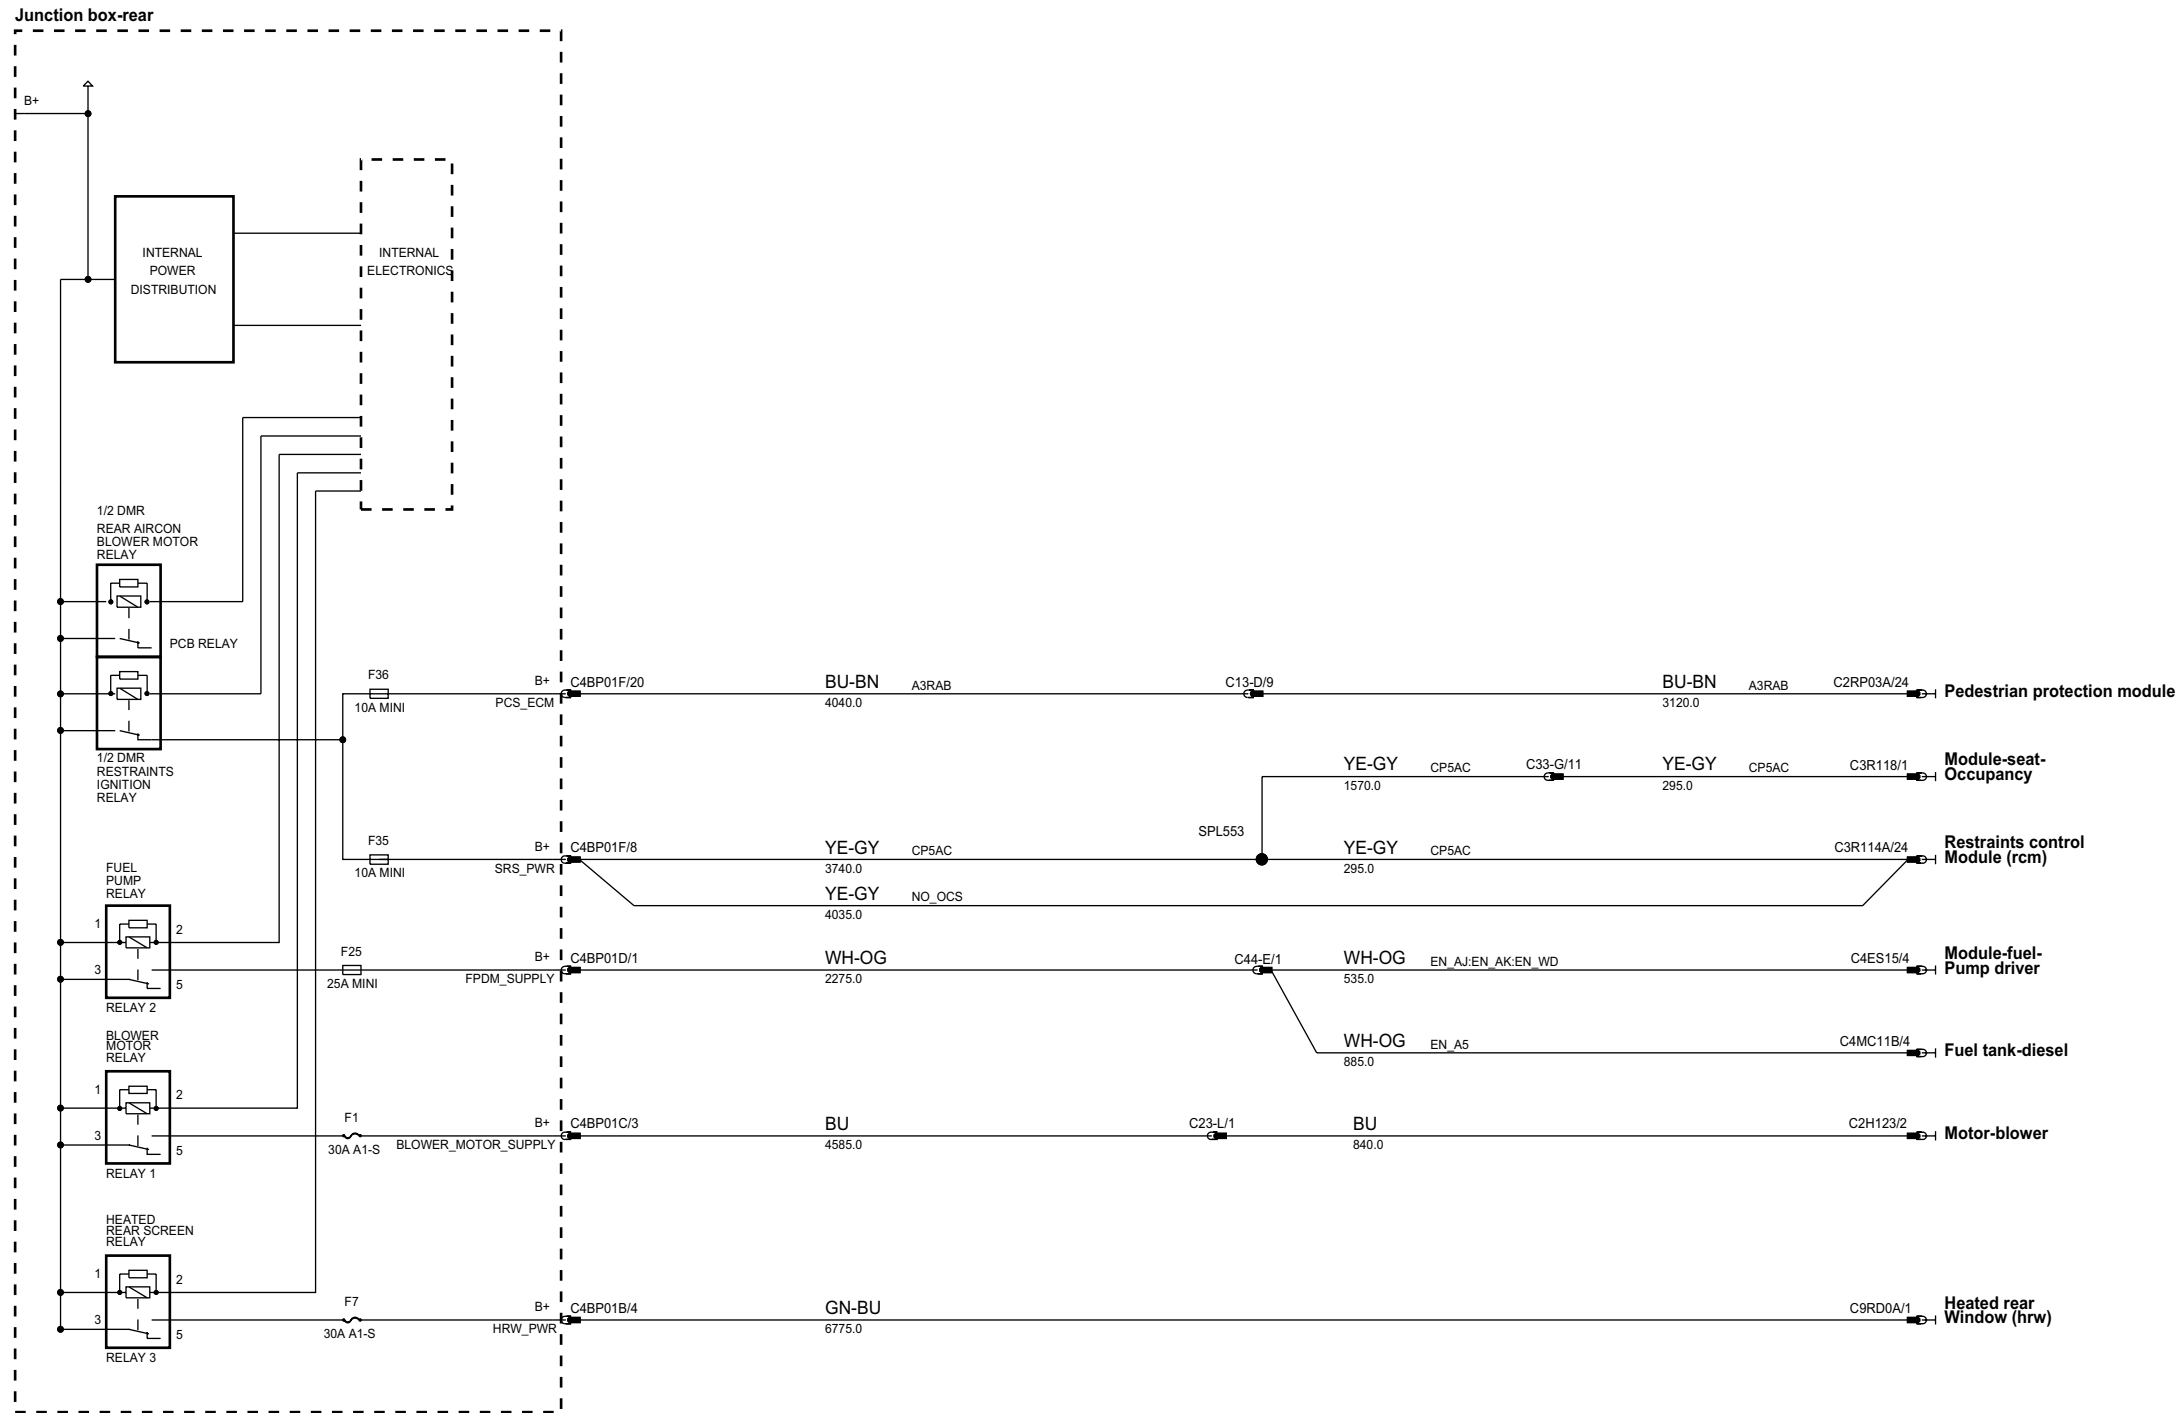 Junction box-rear
B+
INTERNAL
POWER
DISTRIBUTION
INTERNAL
ELECTRONICS
1/2 DMR
REAR AIRCON
BLOWER MOTOR
RELAY
PCB RELAY
1/2 DMR
RESTRAINTS
IGNITION
RELAY
F36
10A MINI
B+
PCS_ECM
C4BP01F/20
BU-BN
A3RAB
4040.0
C13-D/9
BU-BN
A3RAB
3120.0
C2RP03A/24
Pedestrian protection module
YE-GY
CP5AC
1570.0
C33-G/11
YE-GY
CP5AC
295.0
C3R118/1
Module-seat-
Occupancy
F35
10A MINI
B+
SRS_PWR
C4BP01F/8
YE-GY
CP5AC
3740.0
SPL553
YE-GY
CP5AC
295.0
C3R114A/24
Restraints control
Module (rcm)
YE-GY
NO_OCS
4035.0
FUEL
PUMP
RELAY
1
2
3
5
RELAY 2
F25
25A MINI
B+
FPDM_SUPPLY
C4BP01D/1
WH-OG
2275.0
C44-E/1
WH-OG
EN_AJ:EN_AK:EN_WD
535.0
C4ES15/4
Module-fuel-
Pump driver
WH-OG
EN_A5
885.0
C4MC11B/4
Fuel tank-diesel
BLOWER
MOTOR
RELAY
1
2
3
5
RELAY 1
F1
30A A1-S
B+
BLOWER_MOTOR_SUPPLY
C4BP01C/3
BU
4585.0
C23-L/1
BU
840.0
C2H123/2
Motor-blower
HEATED
REAR SCREEN
RELAY
1
2
3
5
RELAY 3
F7
30A A1-S
B+
HRW_PWR
C4BP01B/4
GN-BU
6775.0
C9RD0A/1
Heated rear
Window (hrw)